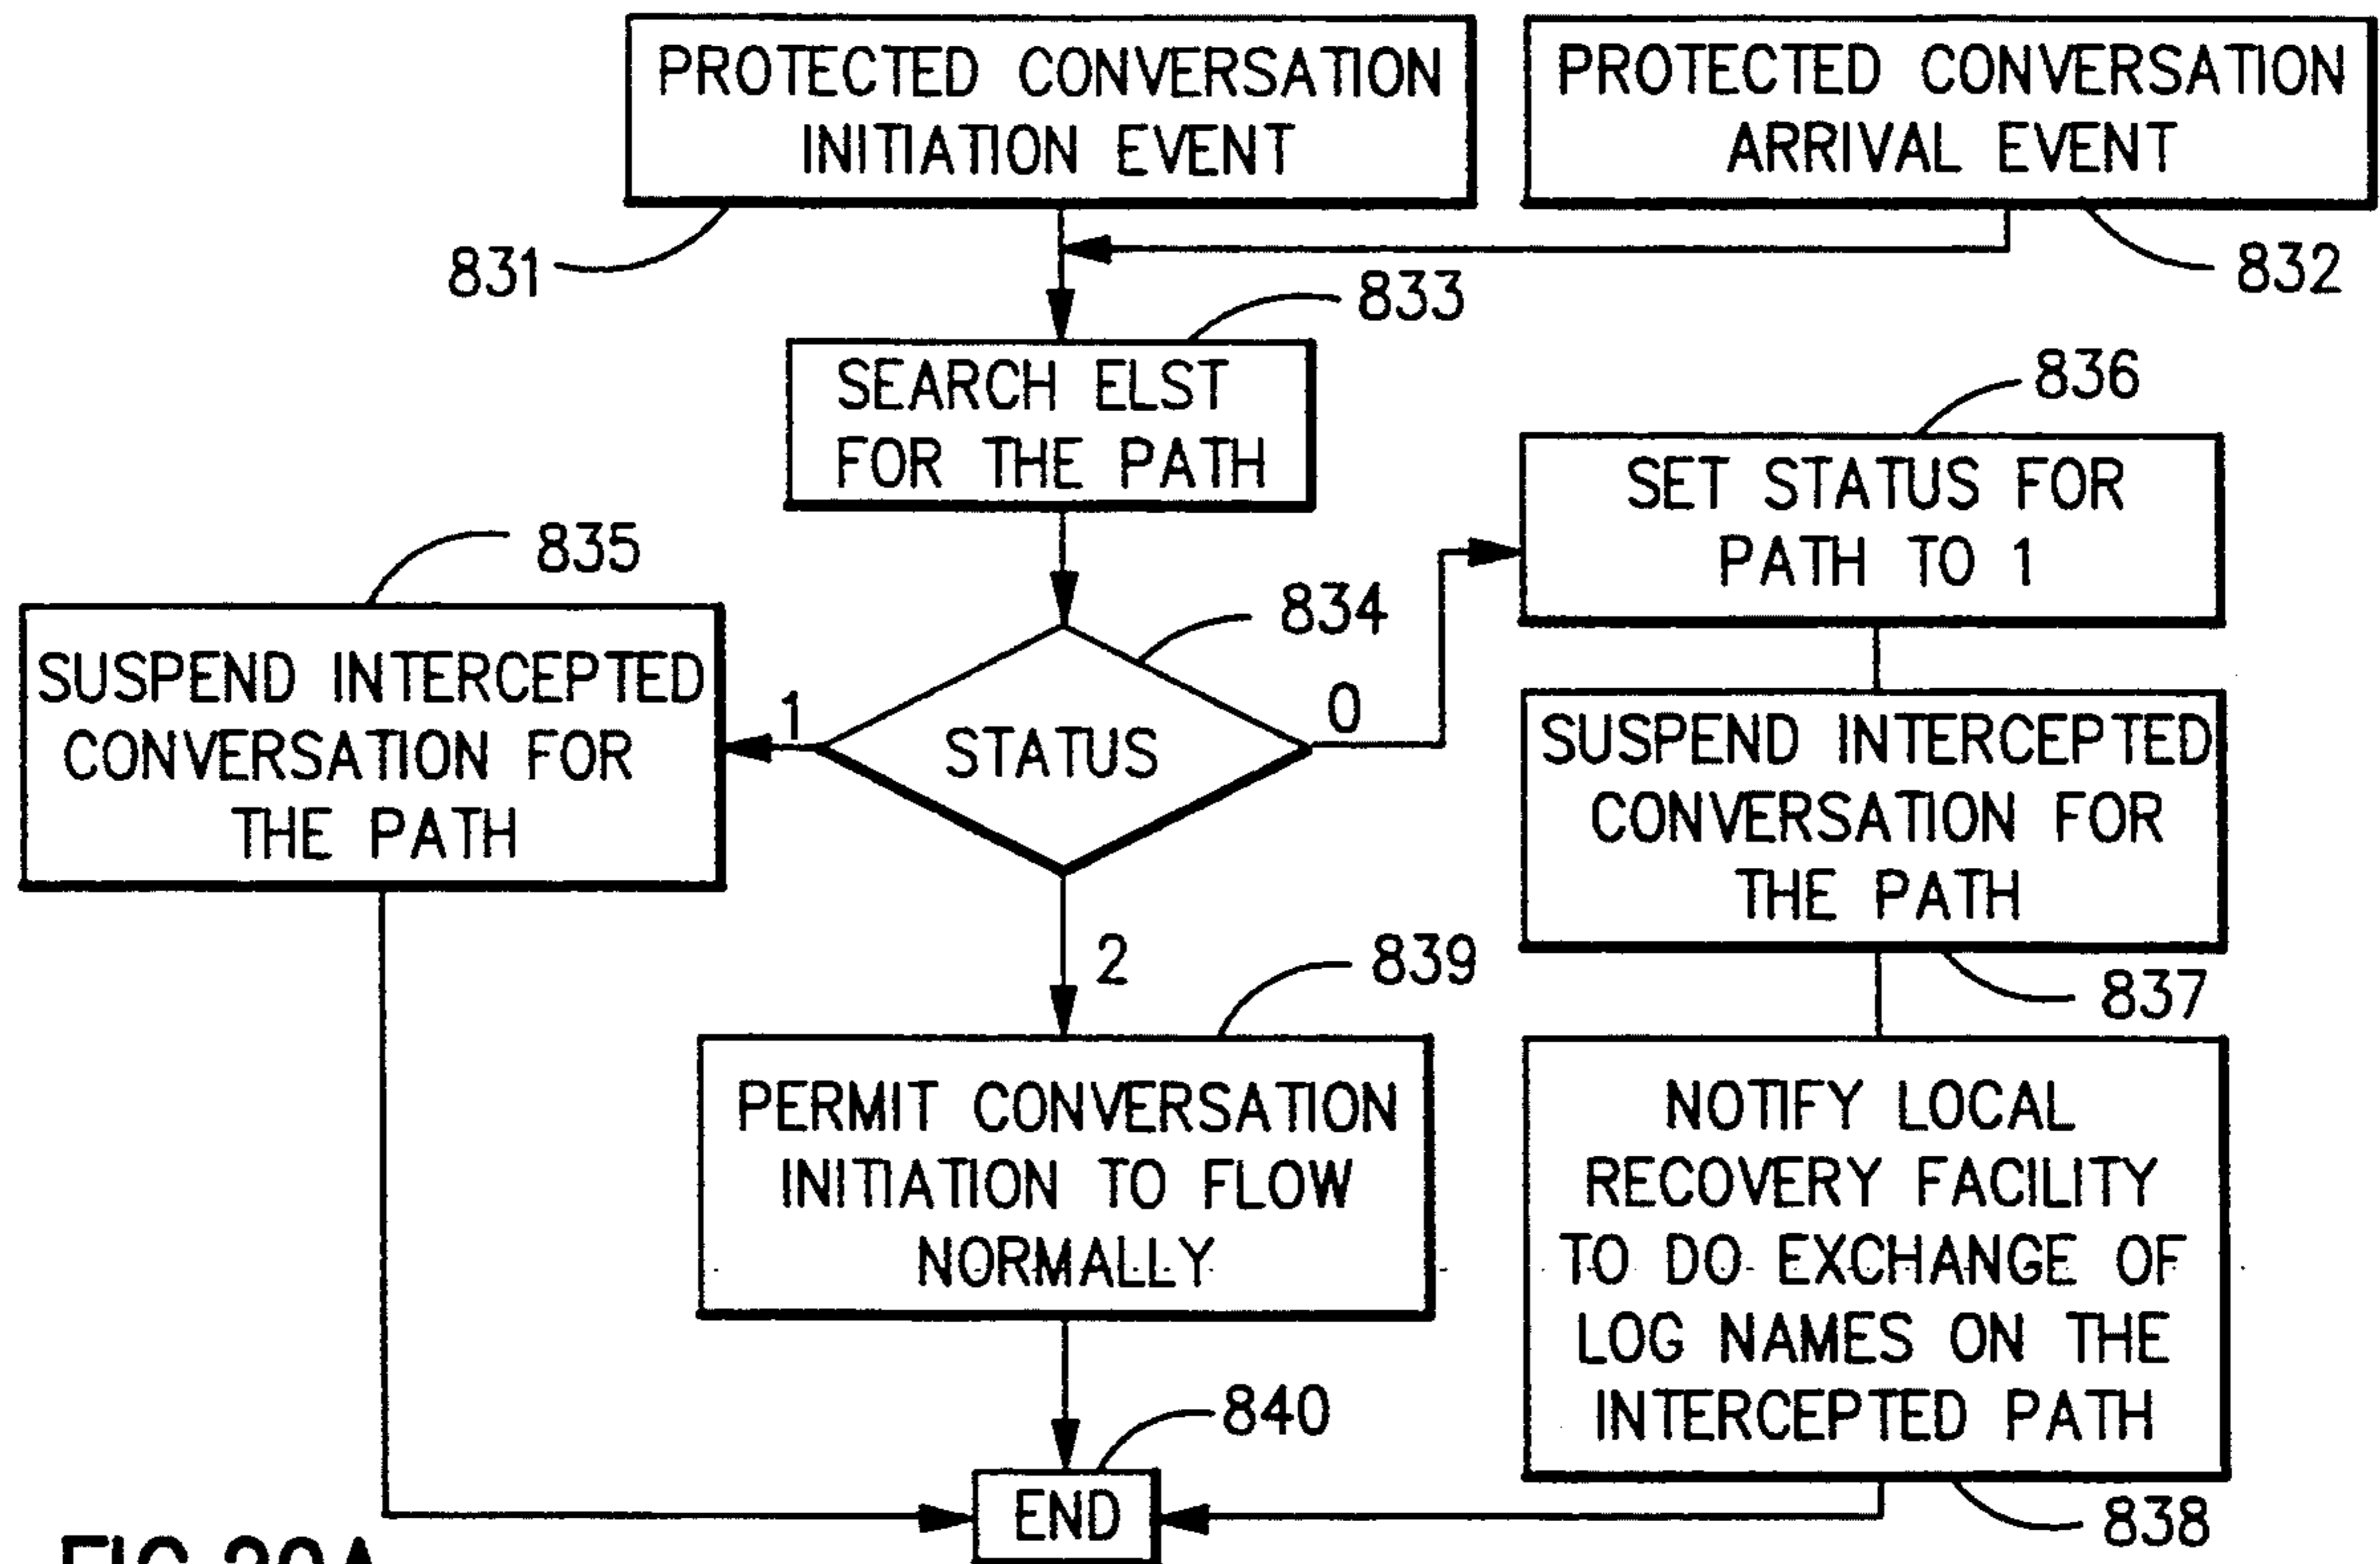 PROTECTED CONVERSATION
INITIATION EVENT
PROTECTED CONVERSATION
ARRIVAL EVENT
831
832
833
SEARCH ELST
FOR THE PATH
836
SET STATUS FOR
PATH TO 1
835
834
SUSPEND INTERCEPTED
CONVERSATION FOR
THE PATH
1
STATUS
0
SUSPEND INTERCEPTED
CONVERSATION FOR
THE PATH
2
839
837
PERMIT CONVERSATION
INITIATION TO FLOW
NORMALLY
NOTIFY LOCAL
RECOVERY FACILITY
TO DO EXCHANGE OF
LOG NAMES ON THE
INTERCEPTED PATH
840
END
838
FIG.20A